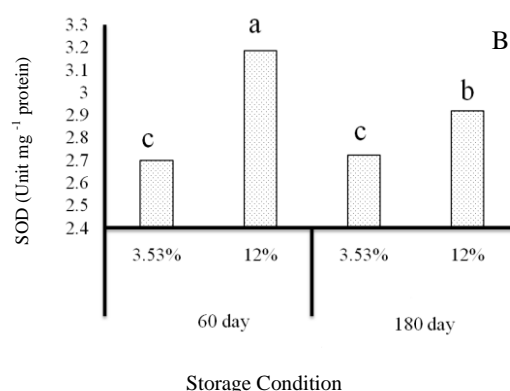 B
3.3
3.2
3.1
3
2.9
2.8
2.7
2.6
2.5
2.4
SOD (Unit mg -1 protein)
c
a
c
b
3.53% 12% 3.53% 12%
60 day 180 day
Storage Condition